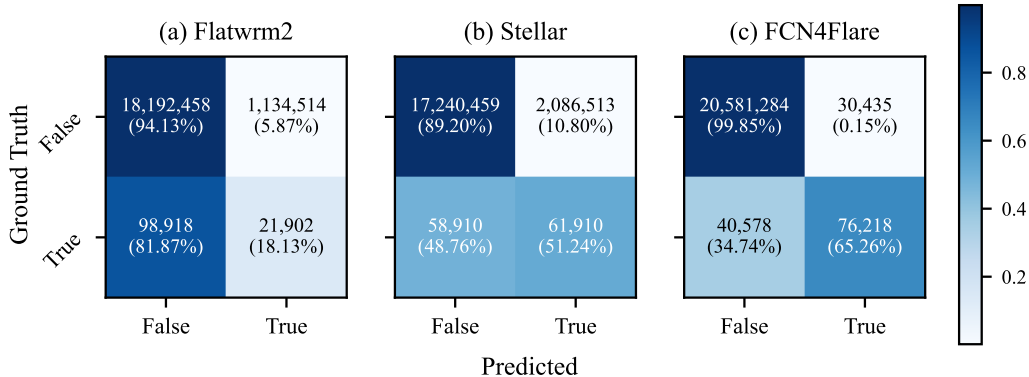 (a) Flatwrm2
(b) Stellar
(c) FCN4Flare
Ground Truth
False
True
18,192,458
(94.13%)
1,134,514
(5.87%)
98,918
(81.87%)
21,902
(18.13%)
17,240,459
(89.20%)
2,086,513
(10.80%)
58,910
(48.76%)
61,910
(51.24%)
20,581,284
(99.85%)
30,435
(0.15%)
40,578
(34.74%)
76,218
(65.26%)
False
True
False
True
False
True
Predicted
0.8
0.6
0.4
0.2